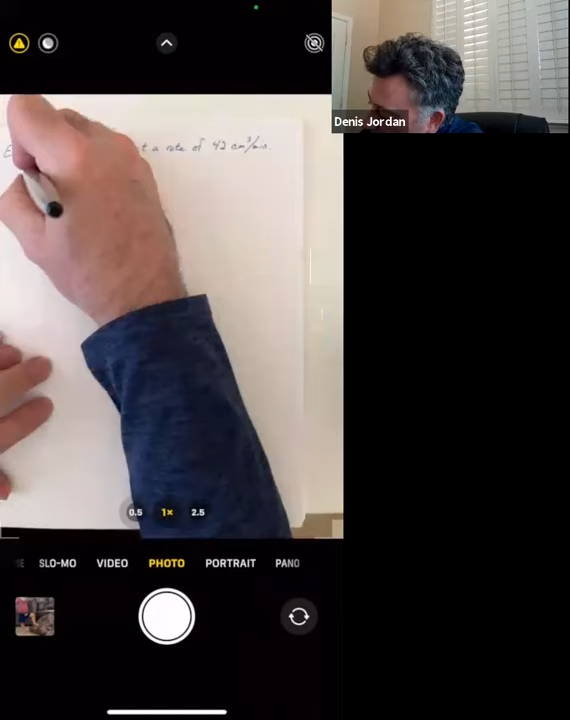 Denis Jordan
t a rate of 42 cm³/min.
0.5 1× 2.5
SLO-MO VIDEO PHOTO PORTRAIT PANO